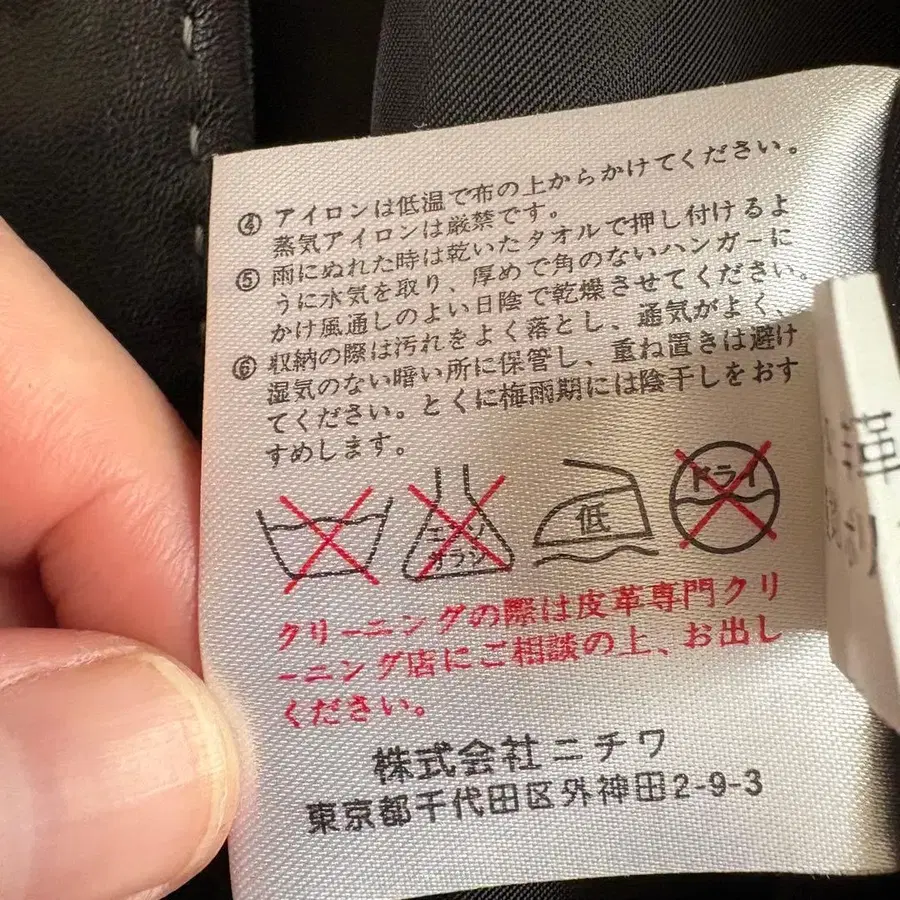 ④ アイロンは低温で布の上からかけてください。
蒸気アイロンは厳禁です。
⑤ 雨にぬれた時は乾いたタオルで押し付けるよ
うに水気を取り、厚めで角のないハンガーに
かけ風通しのよい日陰で乾燥させてください。
⑥ 収納の際は汚れをよく落とし、通気がよく、
湿気のない暗い所に保管し、重ね置きは避け
てください。とくに梅雨期には陰干しをおす
すめします。
エンソ
サラシ
低
ドライ
クリーニングの際は皮革専門クリ
ーニング店にご相談の上、お出し
ください。
株式会社ニチワ
東京都千代田区外神田2-9-3
革
り